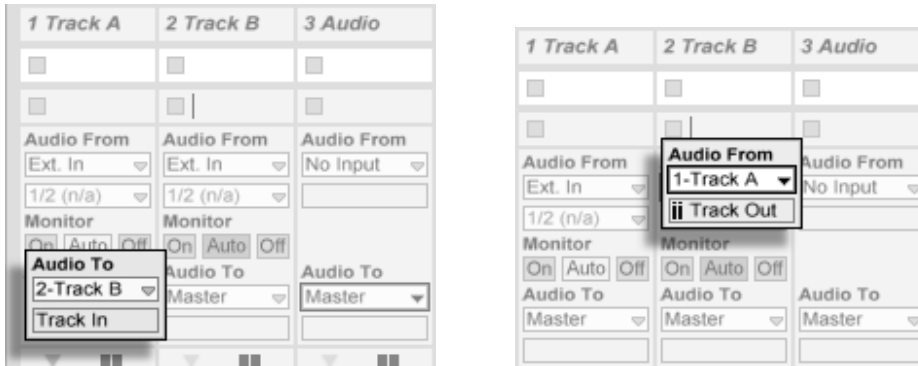 1 Track A 2 Track B 3 Audio
Audio From Audio From Audio From
Ext. In Ext. In No Input
1/2 (n/a) 1/2 (n/a)
Monitor Monitor
On Auto Off On Auto Off
Audio To
2-Track B
Track In
Audio To Audio To
Master Master
1 Track A 2 Track B 3 Audio
Audio From
1-Track A
ii Track Out
Audio From Audio From
Ext. In No Input
1/2 (n/a)
Monitor Monitor
On Auto Off On Auto Off
Audio To Audio To Audio To
Master Master Master